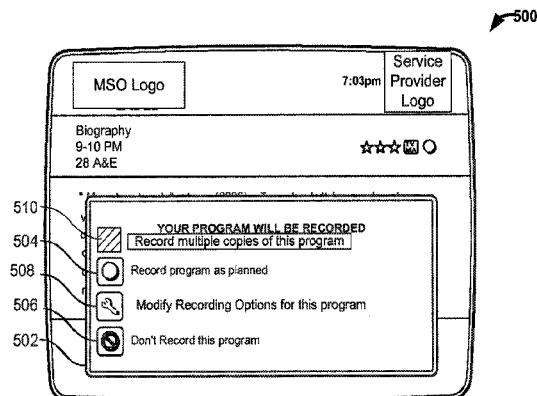 500
MSO Logo
7:03pm
Service
Provider
Logo
Biography
9-10 PM
28 A&E
510
YOUR PROGRAM WILL BE RECORDED
Record multiple copies of this program
504
Record program as planned
508
Modify Recording Options for this program
506
Don't Record this program
502